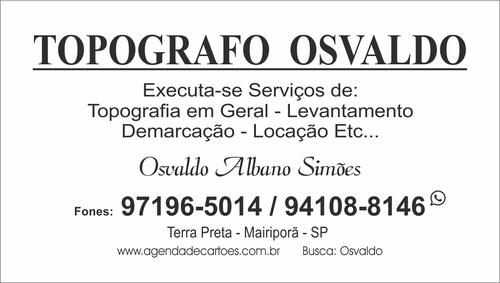 TOPOGRAFO OSVALDO
Executa-se Serviços de:
Topografia em Geral - Levantamento
Demarcação - Locação Etc...
Osvaldo Albano Simões
Fones: 97196-5014 / 94108-8146
Terra Preta - Mairiporã - SP
www.agendadecartoes.com.br Busca: Osvaldo